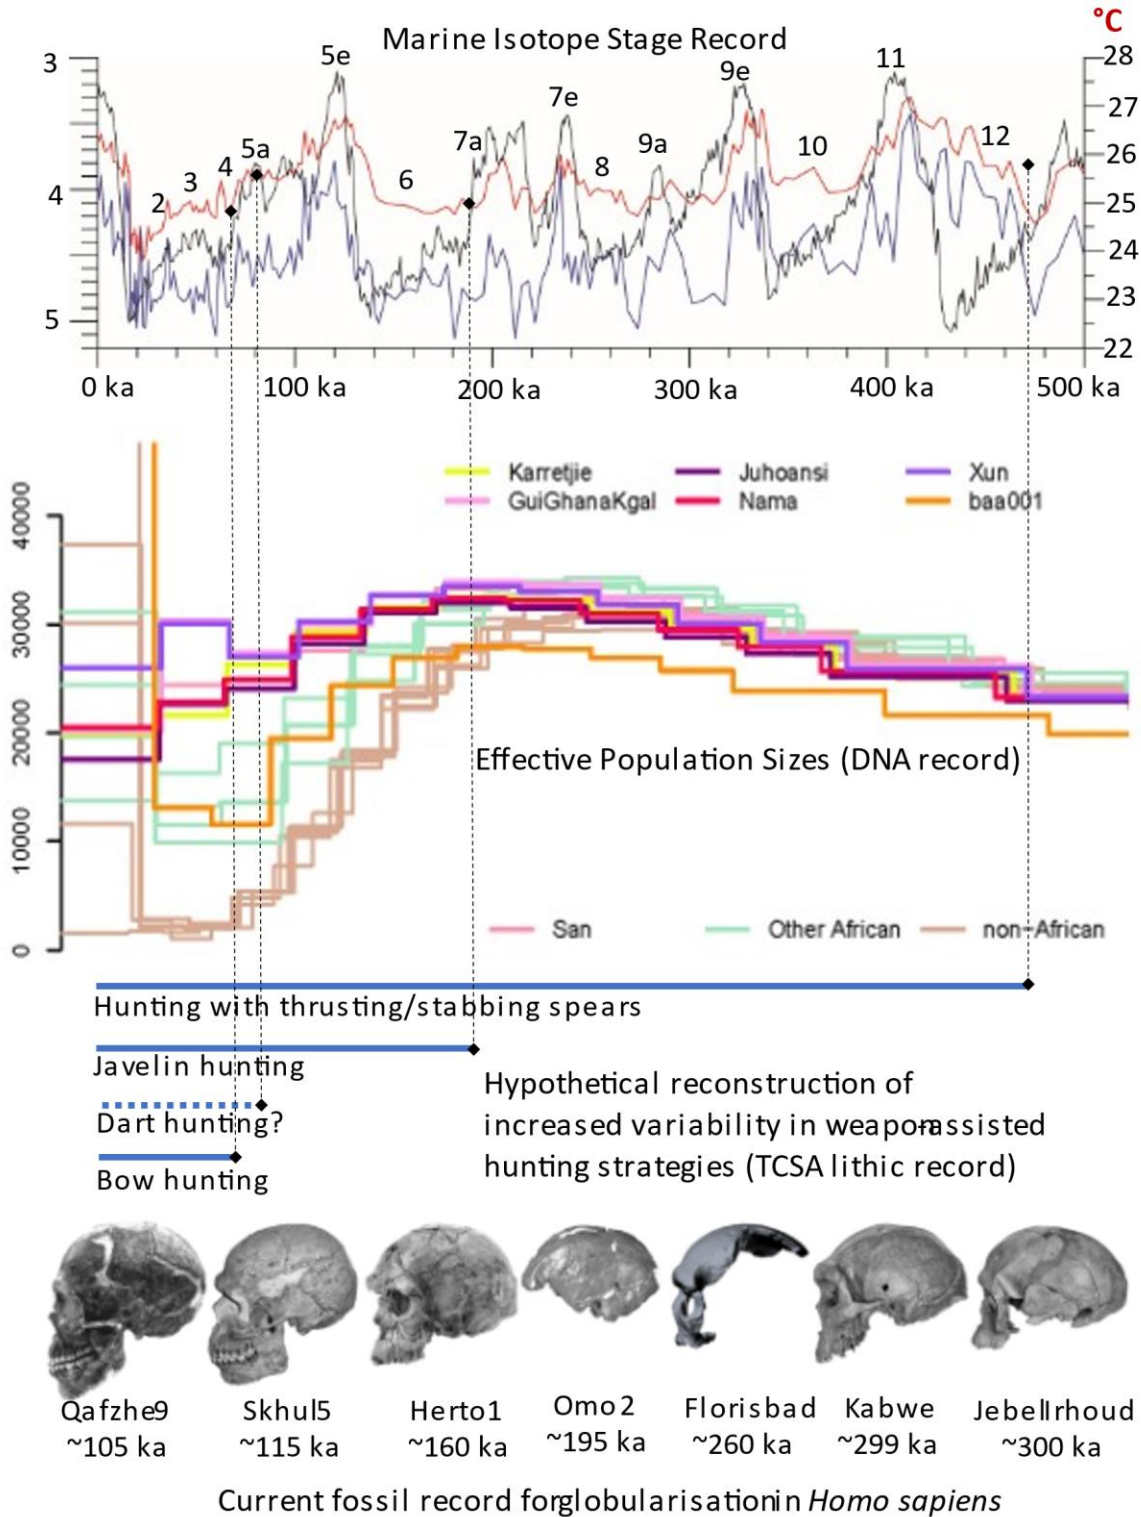 °C
Marine Isotope Stage Record
3
28
5e
11
9e
27
7e
12
7a
5a
9a
10
26
4
8
3
6
2
4
25
24
23
5
22
0 ka
100 ka
200 ka
300 ka
400 ka
500 ka
Karretjie
Juhoansi
Xun
GuiGhanaKgal
Nama
baa001
40000
30000
20000
10000
0
Effective Population Sizes (DNA record)
San
Other African
non-African
Hunting with thrusting/stabbing spears
Javelin hunting
Dart hunting?
Bow hunting
Hypothetical reconstruction of
increased variability in weapon-assisted
hunting strategies (TCSA lithic record)
Qafzhe9
Skhul5
Herto1
Omo2
Florisbad
Kabwe
JebelIrhoud
~105 ka
~115 ka
~160 ka
~195 ka
~260 ka
~299 ka
~300 ka
Current fossil record for globularisation in Homo sapiens